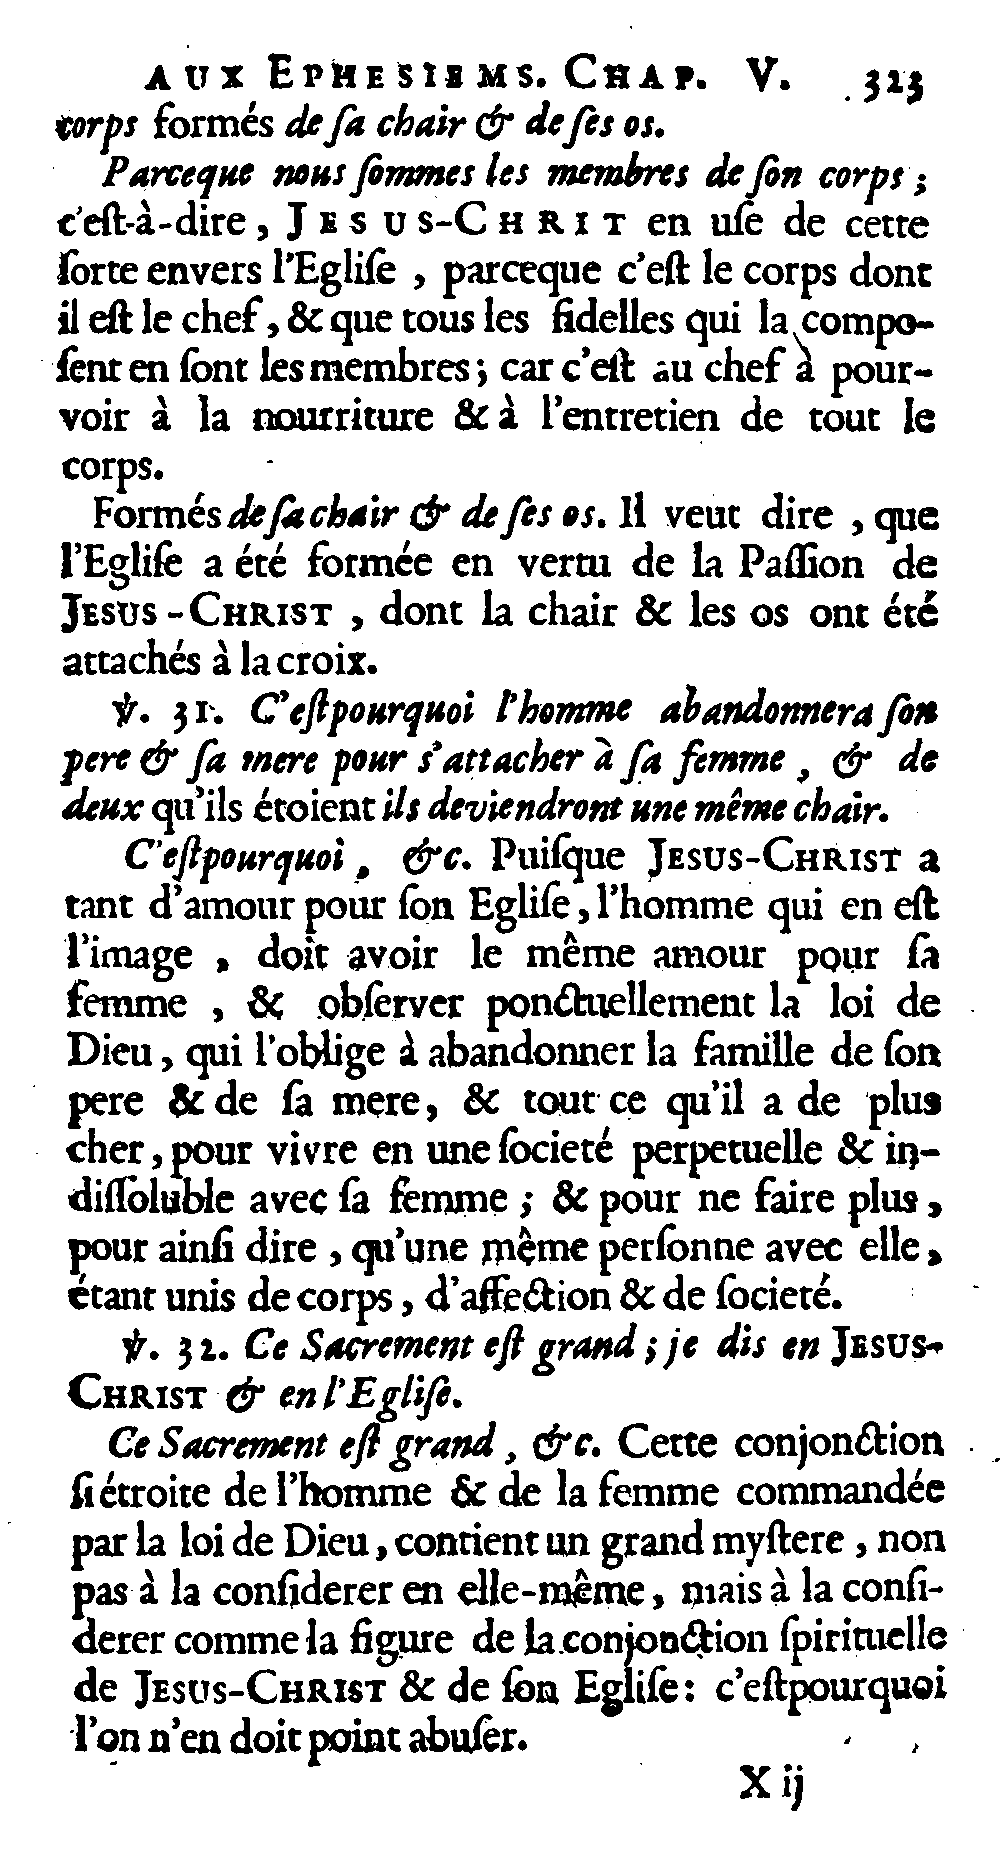 AUX EPHESIEMS. CHAP. V. 323
corps formés de ſa chair & de ſes os.
Parceque nous ſommes les membres de ſon corps ;
c'eſt-à-dire, JESUS-CHRIT en uſe de cette
ſorte envers l'Egliſe, parceque c'eſt le corps dont
il eſt le chef, & que tous les fidelles qui la compo-
ſent en ſont les membres ; car c'eſt au chef à pour-
voir à la nourriture & à l'entretien de tout le
corps.
Formés de ſa chair & de ſes os. Il veut dire, que
l'Egliſe a été formée en vertu de la Paſſion de
JESUS-CHRIST, dont la chair & les os ont été
attachés à la croix.
℣. 31. C'eſtpourquoi l'homme abandonnera ſon
pere & ſa mere pour s'attacher à ſa femme, & de
deux qu'ils étoient ils deviendront une même chair.
C'eſtpourquoi, &c. Puiſque JESUS-CHRIST a
tant d'amour pour ſon Egliſe, l'homme qui en eſt
l'image, doit avoir le même amour pour ſa
femme, & obſerver ponctuellement la loi de
Dieu, qui l'oblige à abandonner la famille de ſon
pere & de ſa mere, & tout ce qu'il a de plus
cher, pour vivre en une ſocieté perpetuelle & in-
diſſoluble avec ſa femme ; & pour ne faire plus,
pour ainſi dire, qu'une même perſonne avec elle,
étant unis de corps, d'affection & de ſocieté.
℣. 32. Ce Sacrement eſt grand ; je dis en JESUS-
CHRIST & en l'Egliſe.
Ce Sacrement eſt grand, &c. Cette conjonction
ſi étroite de l'homme & de la femme commandée
par la loi de Dieu, contient un grand myſtere, non
pas à la conſiderer en elle-même, mais à la conſi-
derer comme la figure de la conjonction ſpirituelle
de JESUS-CHRIST & de ſon Egliſe : c'eſtpourquoi
l'on n'en doit point abuſer.
X ij